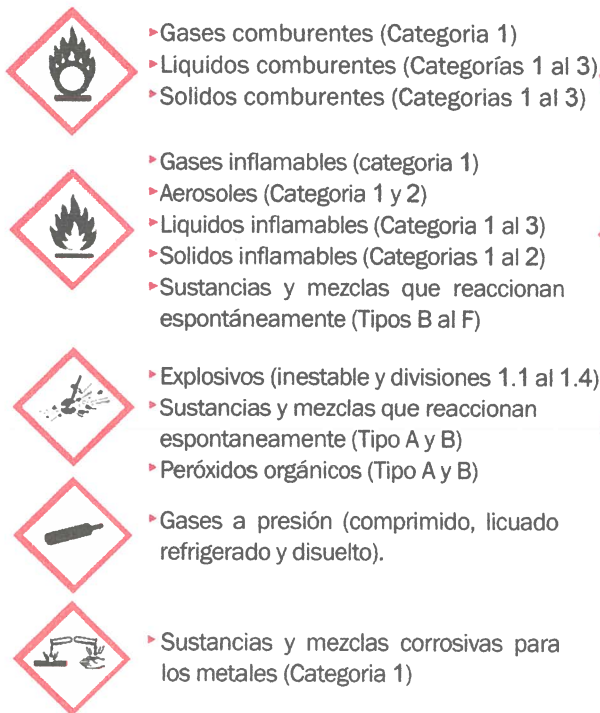 ▸Gases comburentes (Categoria 1)
▸Liquidos comburentes (Categorías 1 al 3),
▸Solidos comburentes (Categorias 1 al 3)
▸Gases inflamables (categoria 1)
▸Aerosoles (Categoria 1 y 2)
▸Liquidos inflamables (Categoria 1 al 3)
▸Solidos inflamables (Categorias 1 al 2)
▸Sustancias y mezclas que reaccionan
espontáneamente (Tipos B al F)
▸Explosivos (inestable y divisiones 1.1 al 1.4)
▸Sustancias y mezclas que reaccionan
espontaneamente (Tipo A y B)
▸Peróxidos orgánicos (Tipo A y B)
▸Gases a presión (comprimido, licuado
refrigerado y disuelto).
▸Sustancias y mezclas corrosivas para
los metales (Categoria 1)